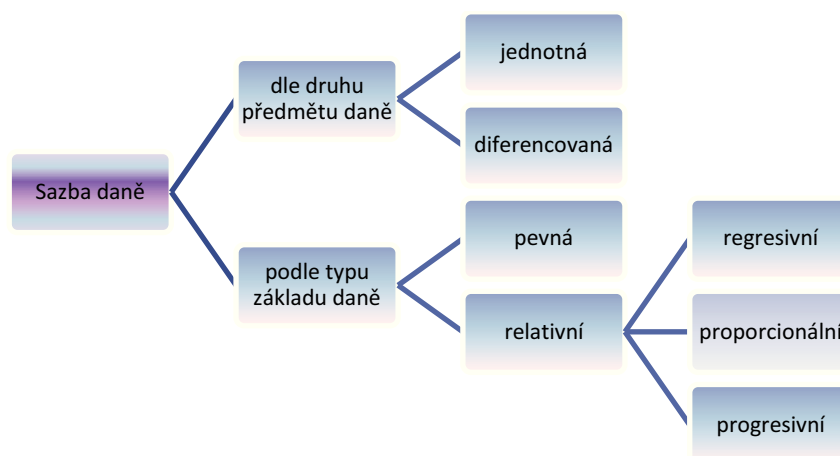 Sazba daně
dle druhu
předmětu daně
jednotná
diferencovaná
podle typu
základu daně
pevná
relativní
regresivní
proporcionální
progresivní